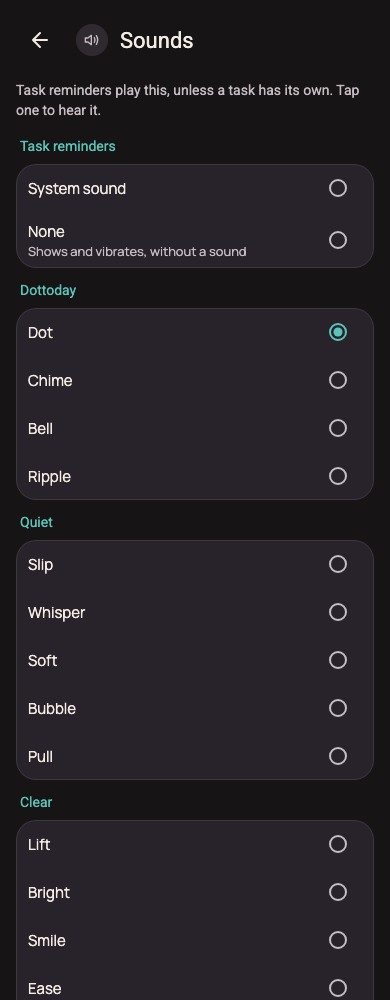 Sounds
Task reminders play this, unless a task has its own. Tap
one to hear it.
Task reminders
System sound
None
Shows and vibrates, without a sound
Dottoday
Dot
Chime
Bell
Ripple
Quiet
Slip
Whisper
Soft
Bubble
Pull
Clear
Lift
Bright
Smile
Ease